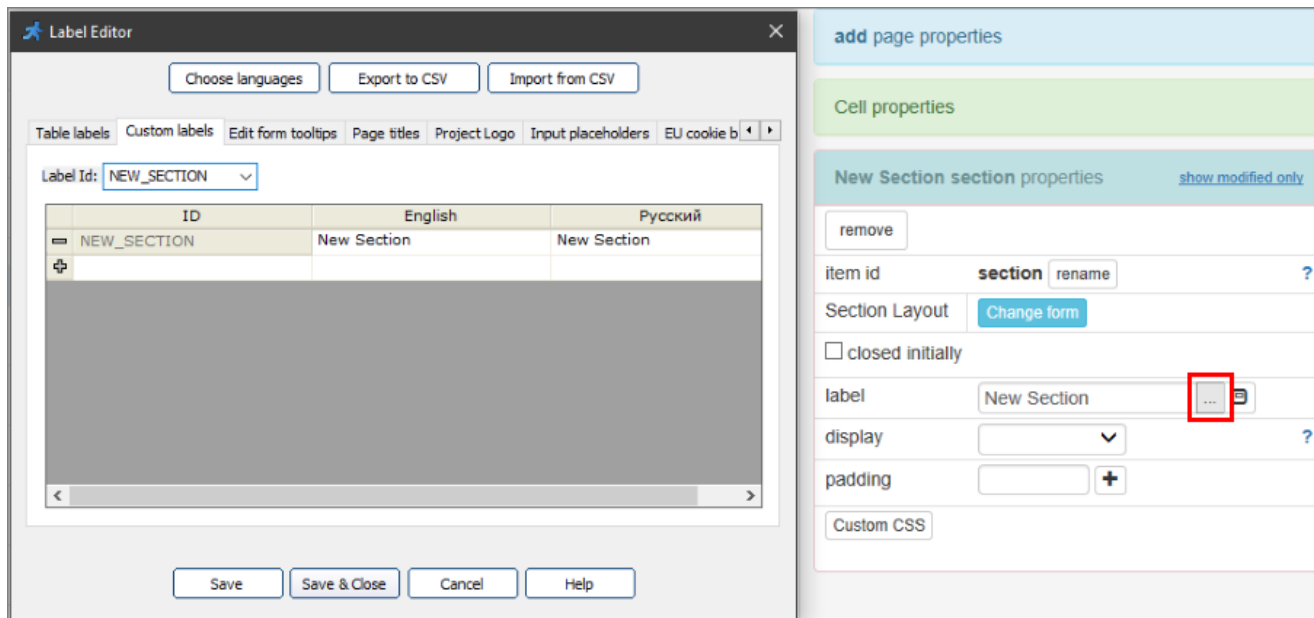 Label Editor
Choose languages Export to CSV Import from CSV
Table labels Custom labels Edit form tooltips Page titles Project Logo Input placeholders EU cookie b
Label Id: NEW_SECTION
ID English Русский
NEW_SECTION New Section New Section
Save Save & Close Cancel Help
add page properties
Cell properties
New Section section properties show modified only
remove
item id section rename ?
Section Layout Change form
closed initially
label New Section ...
display ?
padding
Custom CSS